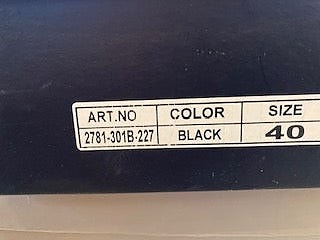 ART.NO COLOR SIZE
2781-301B-227 BLACK 40